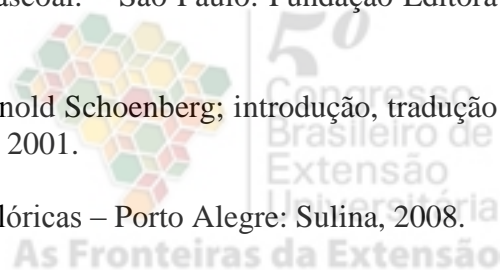 ascoal. – São Paulo: Fundação Editora
5º
Congresso
nold Schoenberg; introdução, tradução
Brasileiro de
2001.
Extensão
Universitária
lóricas – Porto Alegre: Sulina, 2008.
As Fronteiras da Extensão